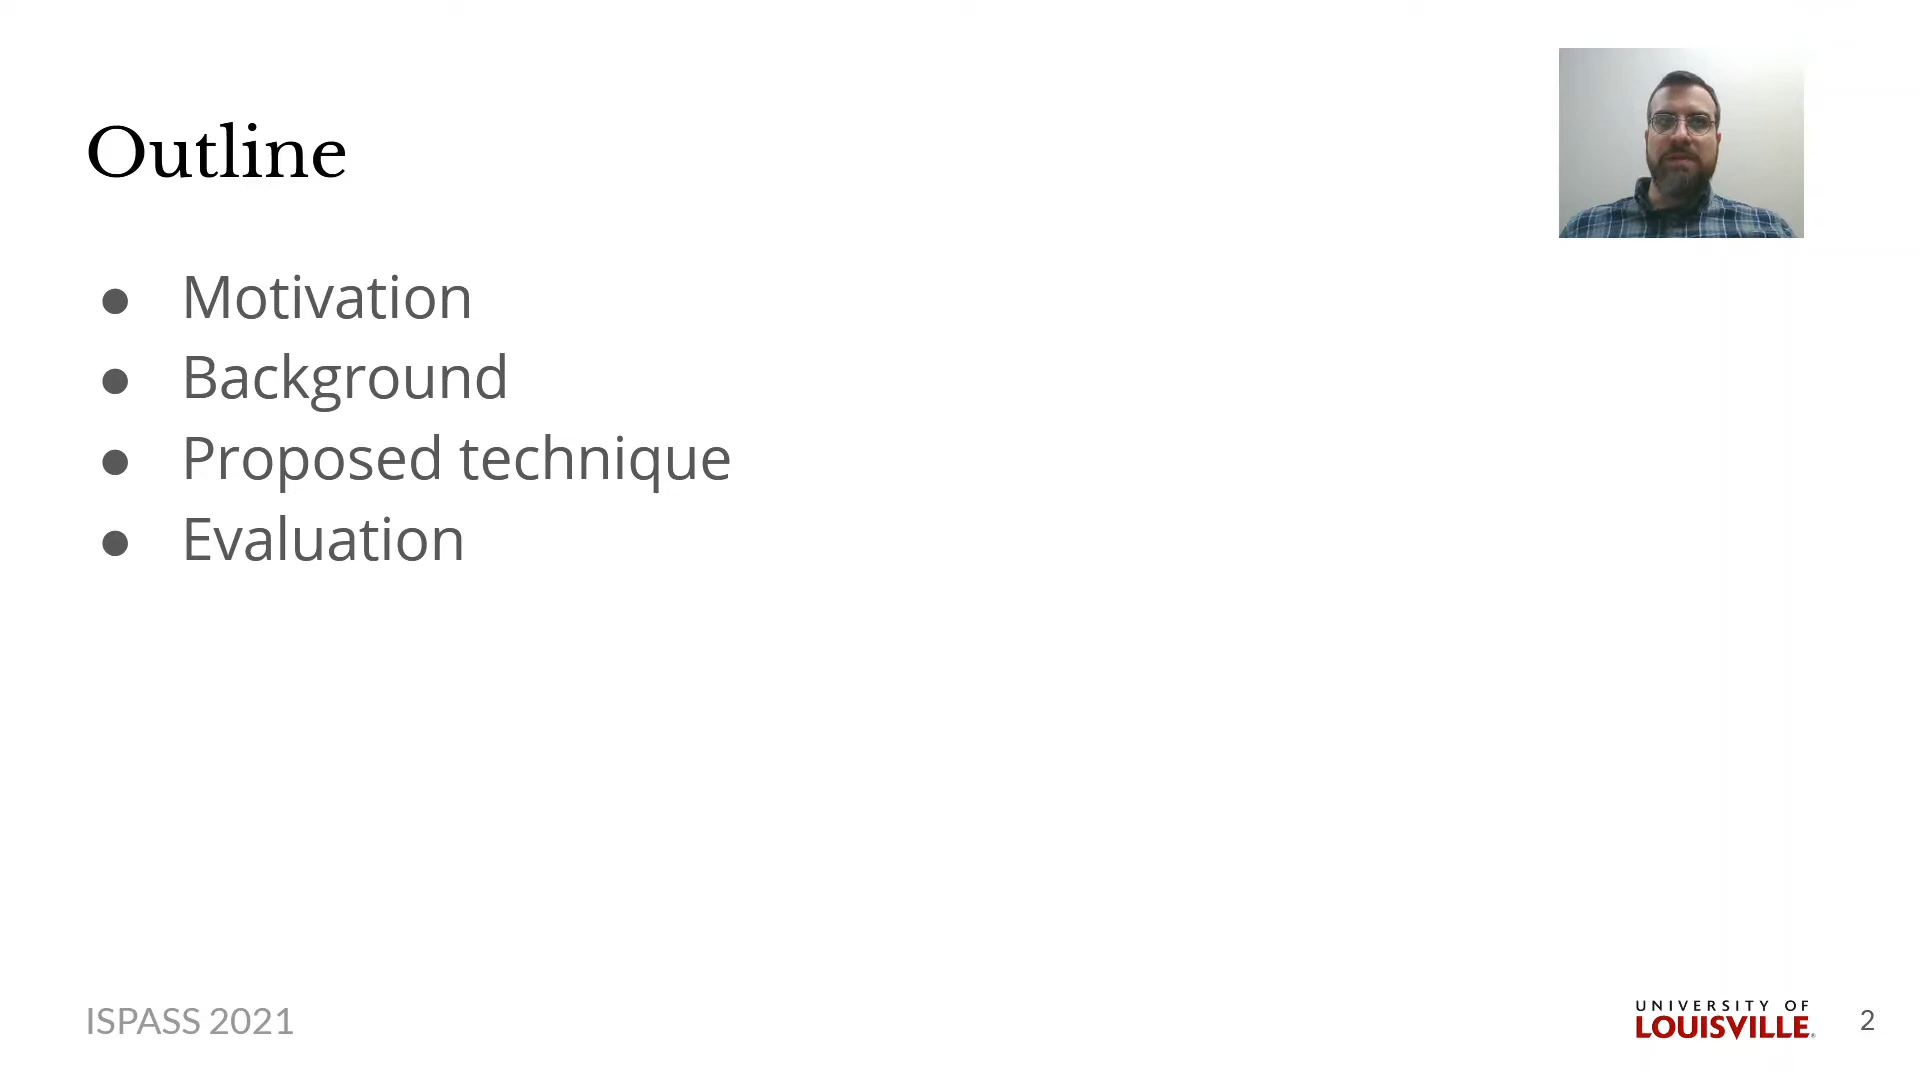 Outline
● Motivation
● Background
● Proposed technique
● Evaluation
ISPASS 2021
UNIVERSITY OF
LOUISVILLE
2